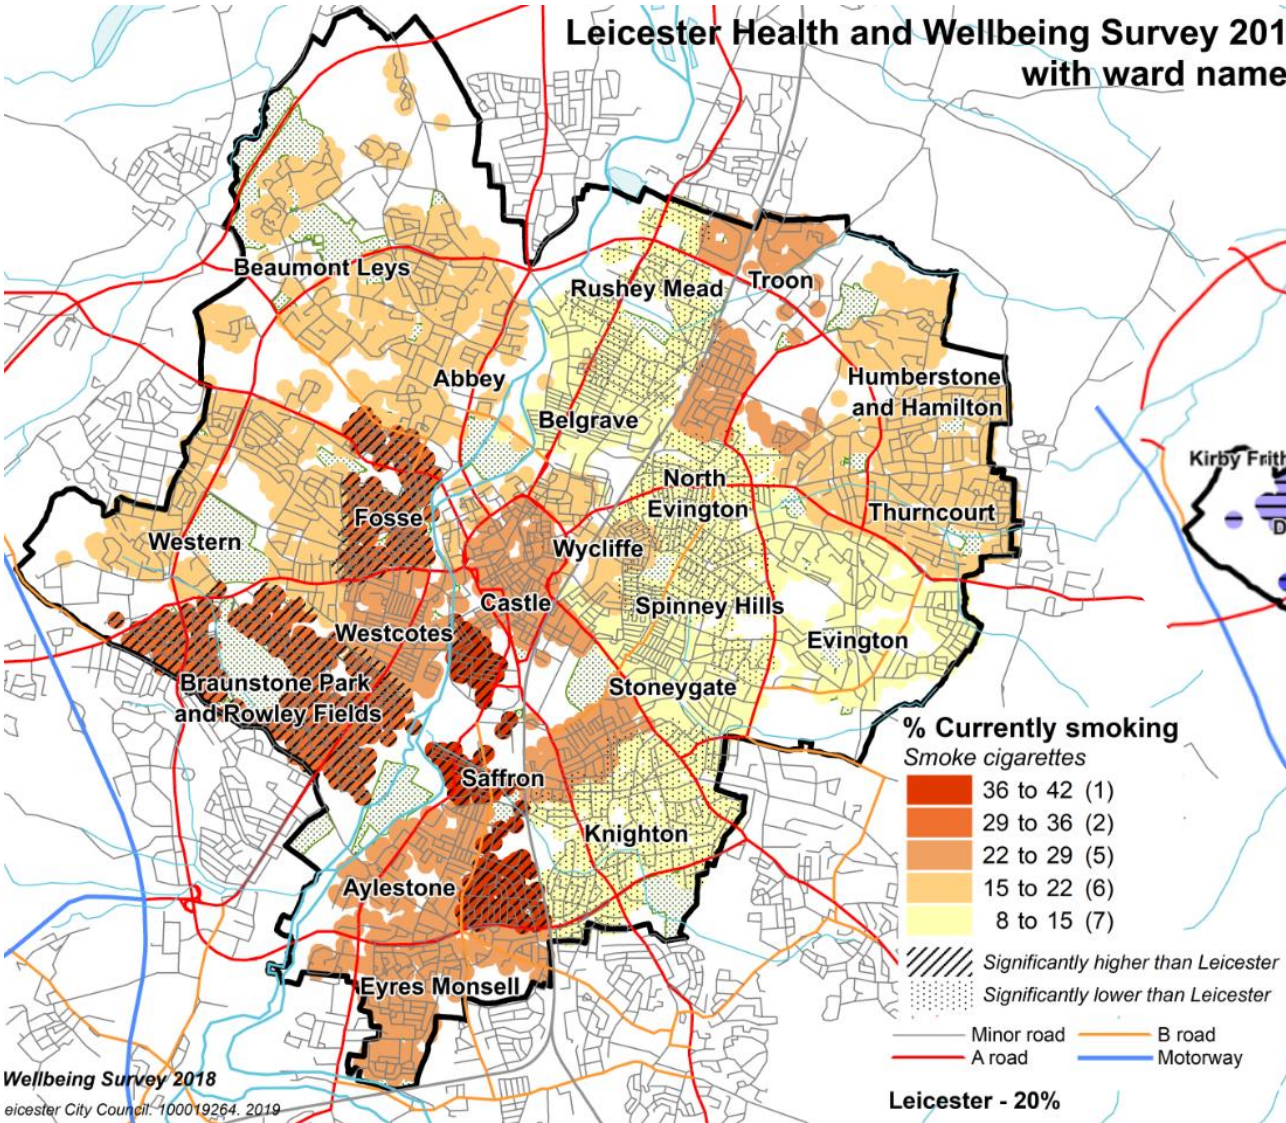 Leicester Health and Wellbeing Survey 201
with ward name
Beaumont Leys
Rushey Mead
Troon
Abbey
Humberstone
and Hamilton
Belgrave
North
Evington
Kirby Frith
Fosse
Thurncourt
Western
Wycliffe
D
Castle
Spinney Hills
Westcotes
Evington
Braunstone Park
and Rowley Fields
Stoneygate
Saffron
Knighton
Aylestone
Eyres Monsell
% Currently smoking
Smoke cigarettes
36 to 42 (1)
29 to 36 (2)
22 to 29 (5)
15 to 22 (6)
8 to 15 (7)
Significantly higher than Leicester
Significantly lower than Leicester
Minor road
B road
A road
Motorway
Wellbeing Survey 2018
eicester City Council. 100019264. 2019
Leicester - 20%